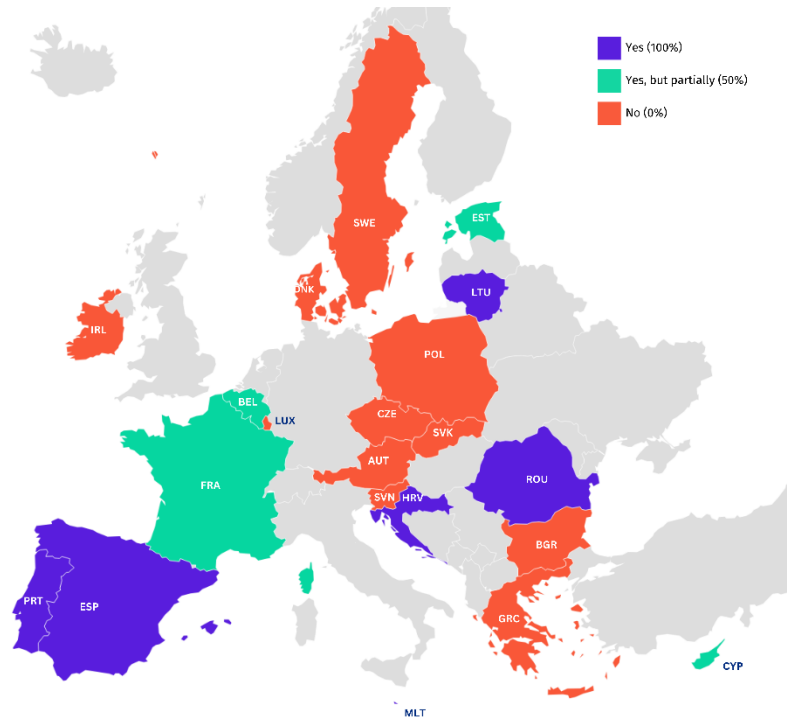 Yes (100%)
Yes, but partially (50%)
No (0%)
EST
SWE
DNK
LTU
IRL
POL
BEL
CZE
LUX
SVK
AUT
ROU
FRA
SVN
HRV
BGR
PRT
ESP
GRC
CYP
MLT